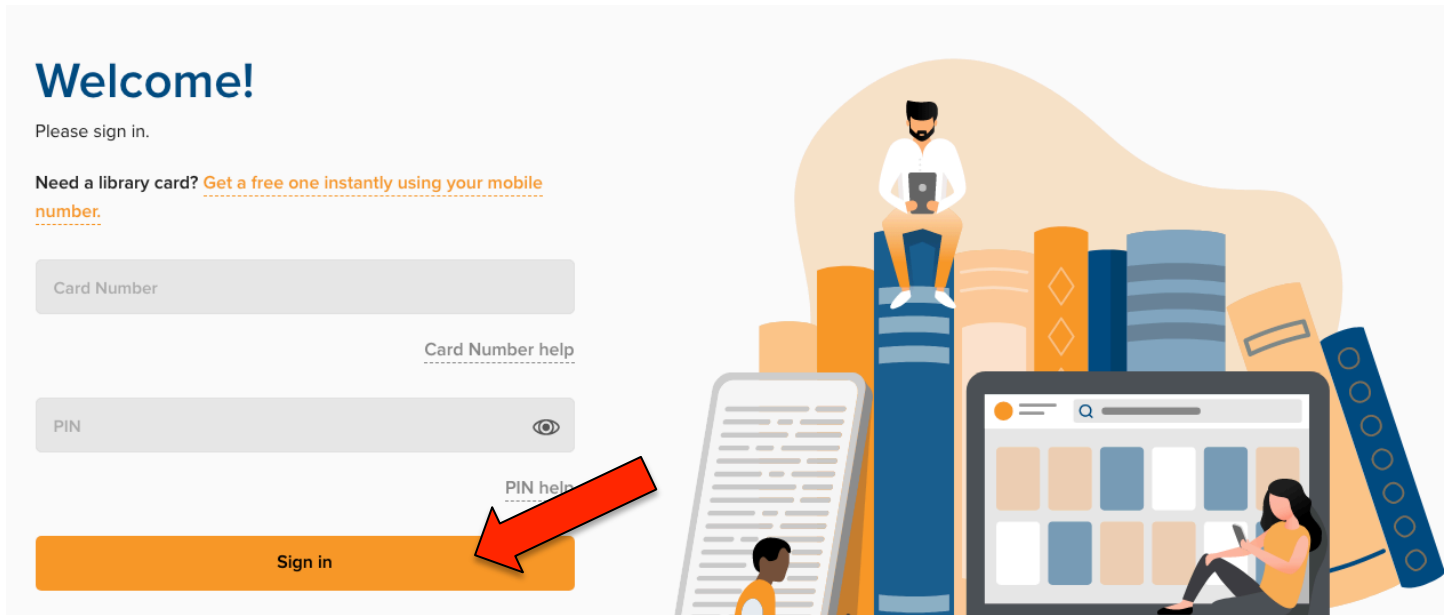 Welcome!
Please sign in.
Need a library card? Get a free one instantly using your mobile
number.
Card Number
Card Number help
PIN
PIN help
Sign in